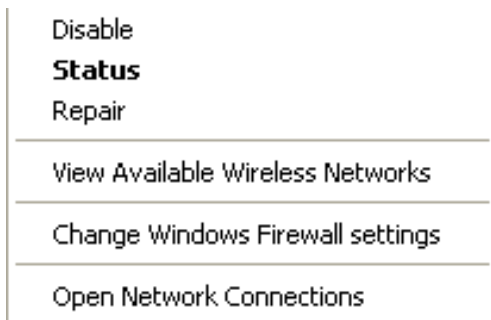 Disable
Status
Repair
View Available Wireless Networks
Change Windows Firewall settings
Open Network Connections